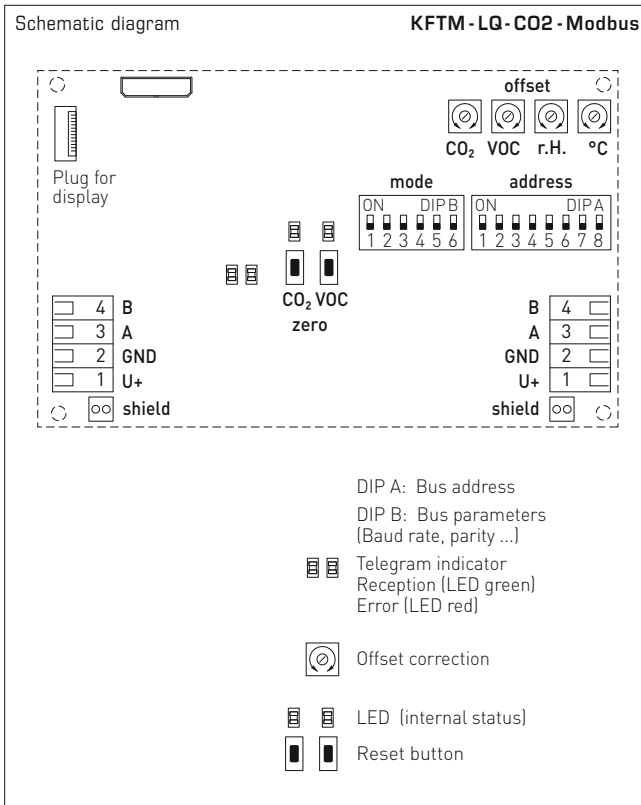 Schematic diagram
KFTM-LQ-CO2-Modbus
offset
CO₂ VOC r.H. °C
Plug for
display
mode
address
ON DIP B
1 2 3 4 5 6
ON DIP A
1 2 3 4 5 6 7 8
CO₂ VOC
zero
4 B
3 A
2 GND
1 U+
shield
B 4
A 3
GND 2
U+ 1
shield
DIP A: Bus address
DIP B: Bus parameters
(Baud rate, parity ...)
Telegram indicator
Reception (LED green)
Error (LED red)
Offset correction
LED (internal status)
Reset button